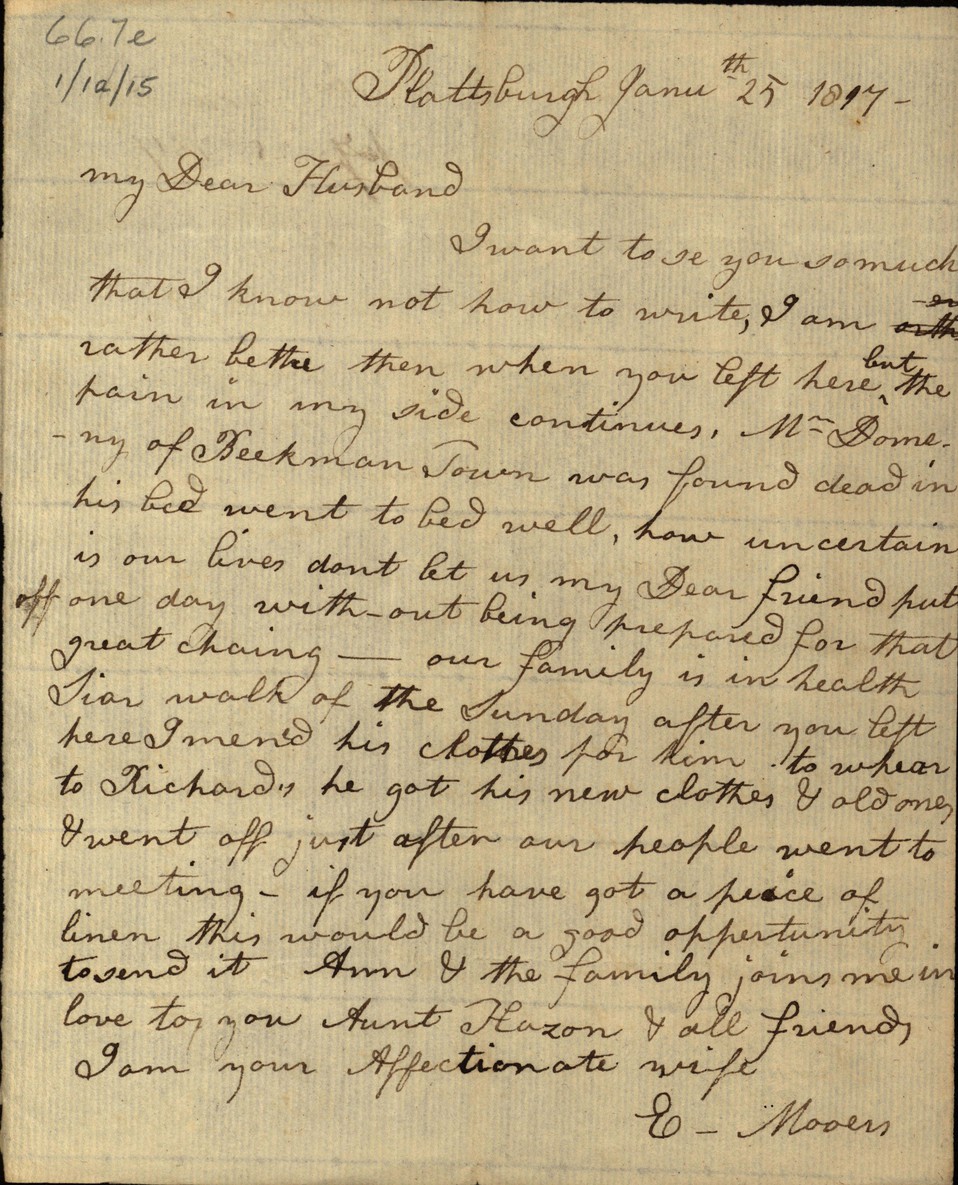 66.7e
1/12/15
Plattsburgh Janu th 25 1817 -
my Dear Husband
I want to se you so much
that I know not how to write, I am
rather bettre then when you left here but the
pain in my side continues, Mr Dome-
-ny of Beekman Town was found dead in
his bed went to bed well, how uncertain
is our lives dont let us my Dear friend put
off one day with-out being prepared for that
great chaing — our family is in health
Siar walk of the Sunday after you left
here I men'd his clothes for him to whear
to Richard's he got his new clothes & old ones
& went off just after our people went to
meeting - if you have got a peice of
linen this would be a good oppertunity
to send it Ann & the family joins me in
love to you Aunt Hazon & all friends
I am your Affectionate wife
E - Mooers